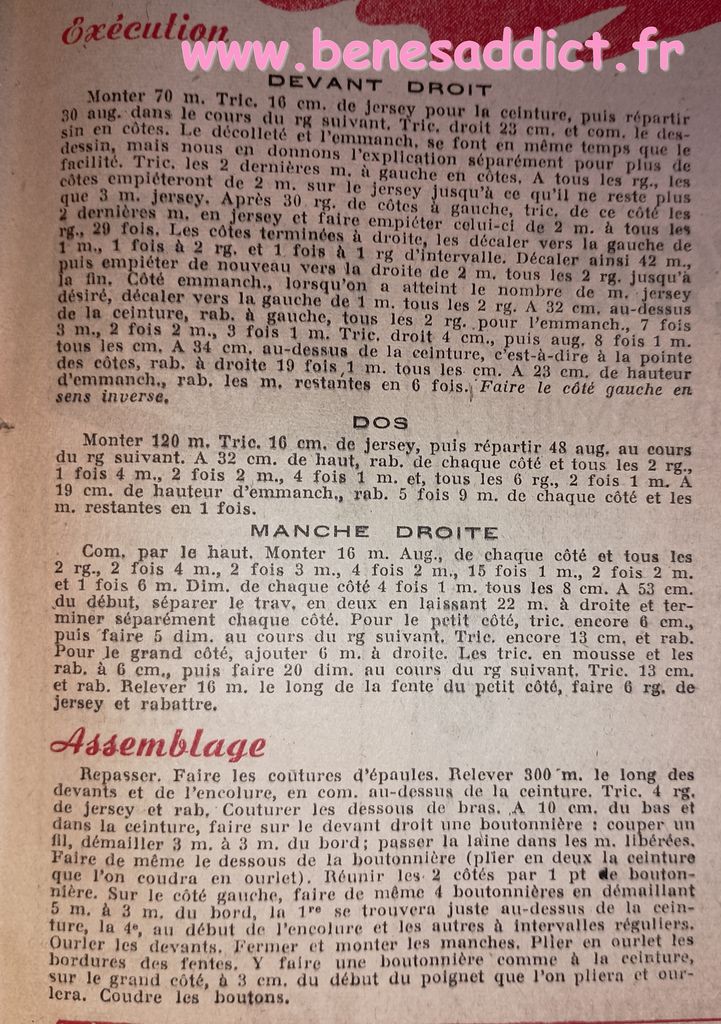 Exécution
www.benesaddict.fr
DEVANT DROIT
Monter 70 m. Tric. 16 cm. de jersey pour la ceinture, puis répartir
30 aug. dans le cours du rg suivant. Tric. droit 23 cm. et com. le des-
sin en côtes. Le décolleté et l'emmanch. se font en même temps que le
dessin, mais nous en donnons l'explication séparément pour plus de
facilité. Tric. les 2 dernières m. à gauche en côtes. A tous les rg., les
côtes empiéteront de 2 m. sur le jersey jusqu'à ce qu'il ne reste plus
que 3 m. jersey. Après 30 rg. de côtes à gauche, tric. de ce côté les
2 dernières m. en jersey et faire empiéter celui-ci de 2 m. à tous les
rg., 29 fois. Les côtes terminées à droite, les décaler vers la gauche de
1 m., 1 fois à 2 rg. et 1 fois à 1 rg d'intervalle. Décaler ainsi 42 m.,
puis empiéter de nouveau vers la droite de 2 m. tous les 2 rg. jusqu'à
la fin. Côté emmanch., lorsqu'on a atteint le nombre de m. jersey
désiré, décaler vers la gauche de 1 m. tous les 2 rg. A 32 cm. au-dessus
de la ceinture, rab. à gauche, tous les 2 rg. pour l'emmanch., 7 fois
3 m., 2 fois 2 m., 3 fois 1 m. Tric. droit 4 cm., puis aug. 8 fois 1 m.
tous les cm. A 34 cm. au-dessus de la ceinture, c'est-à-dire à la pointe
des côtes, rab. à droite 19 fois 1 m. tous les cm. A 23 cm. de hauteur
d'emmanch., rab. les m. restantes en 6 fois. Faire le côté gauche en
sens inverse.
DOS
Monter 120 m. Tric. 16 cm. de jersey, puis répartir 48 aug. au cours
du rg suivant. A 32 cm. de haut, rab. de chaque côté et tous les 2 rg.,
1 fois 4 m., 2 fois 2 m., 4 fois 1 m. et, tous les 6 rg., 2 fois 1 m. A
19 cm. de hauteur d'emmanch., rab. 5 fois 9 m. de chaque côté et les
m. restantes en 1 fois.
MANCHE DROITE
Com. par le haut. Monter 16 m. Aug., de chaque côté et tous les
2 rg., 2 fois 4 m., 2 fois 3 m., 4 fois 2 m., 15 fois 1 m., 2 fois 2 m.
et 1 fois 6 m. Dim. de chaque côté 4 fois 1 m. tous les 8 cm. A 53 cm.
du début, séparer le trav. en deux en laissant 22 m. à droite et ter-
miner séparément chaque côté. Pour le petit côté, tric. encore 6 cm.,
puis faire 5 dim. au cours du rg suivant. Tric. encore 13 cm. et rab.
Pour le grand côté, ajouter 6 m. à droite. Les tric. en mousse et les
rab. à 6 cm., puis faire 20 dim. au cours du rg suivant. Tric. 13 cm.
et rab. Relever 16 m. le long de la fente du petit côté, faire 6 rg. de
jersey et rabattre.
Assemblage
Repasser. Faire les coutures d'épaules. Relever 300 m. le long des
devants et de l'encolure, en com. au-dessus de la ceinture. Tric. 4 rg.
de jersey et rab. Couturer les dessous de bras. A 10 cm. du bas et
dans la ceinture, faire sur le devant droit une boutonnière : couper un
fil, démailler 3 m. à 3 m. du bord; passer la laine dans les m. libérées.
Faire de même le dessous de la boutonnière (plier en deux la ceinture
que l'on coudra en ourlet). Réunir les 2 côtés par 1 pt de bouton-
nière. Sur le côté gauche, faire de même 4 boutonnières en démaillant
5 m. à 3 m. du bord, la 1re se trouvera juste au-dessus de la cein-
ture, la 4e, au début de l'encolure et les autres à intervalles réguliers.
Ourler les devants. Fermer et monter les manches. Plier en ourlet les
bordures des fentes. Y faire une boutonnière comme à la ceinture,
sur le grand côté, à 3 cm. du début du poignet que l'on pliera et our-
lera. Coudre les boutons.